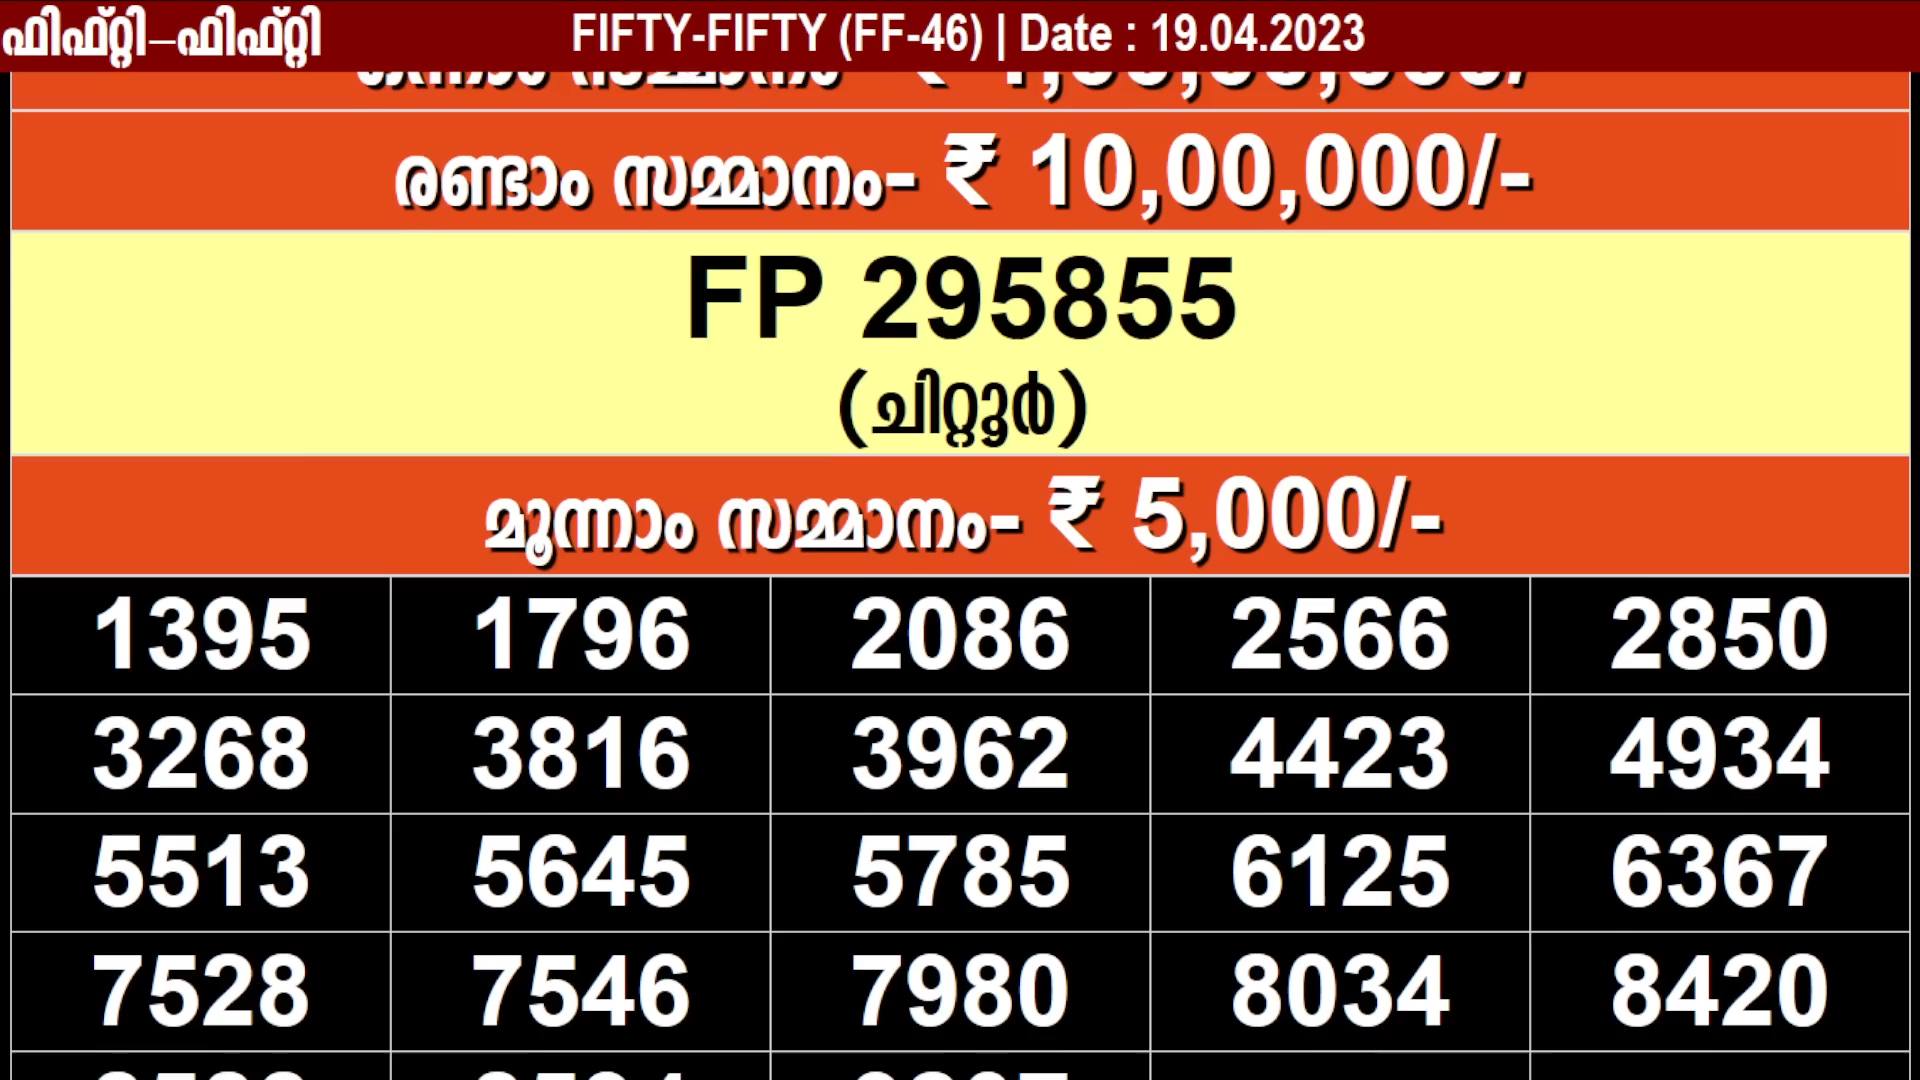 ഫിഫ്റ്റി–ഫിഫ്റ്റി FIFTY-FIFTY (FF-46) | Date : 19.04.2023
രണ്ടാം സമ്മാനം- ₹ 10,00,000/-
FP 295855
(ചിറ്റൂർ)
മൂന്നാം സമ്മാനം- ₹ 5,000/-
1395 1796 2086 2566 2850
3268 3816 3962 4423 4934
5513 5645 5785 6125 6367
7528 7546 7980 8034 8420